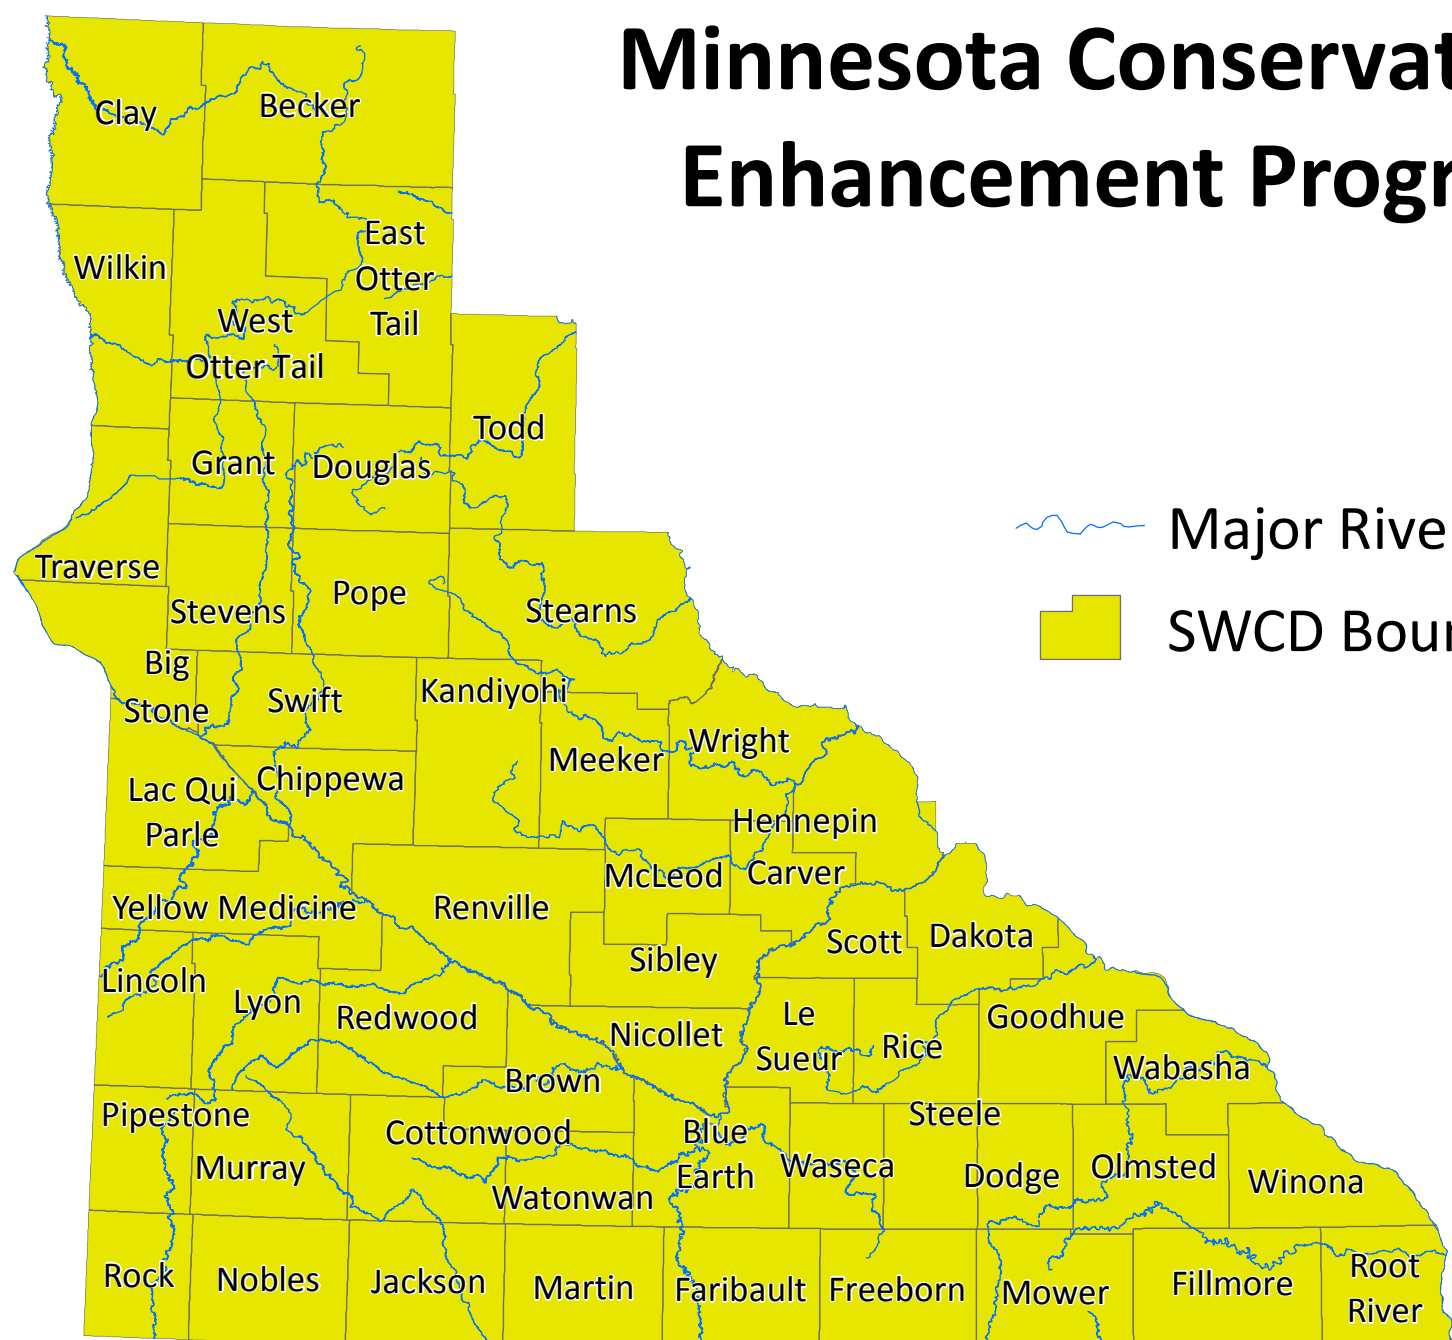 Minnesota Conservat
Enhancement Progr
Clay
Becker
Wilkin
East
Otter
Tail
West
Otter Tail
Todd
Grant
Douglas
Major Rive
Traverse
Stevens
Pope
Stearns
SWCD Bour
Big
Stone
Swift
Kandiyohi
Meeker
Wright
Lac Qui
Parle
Chippewa
Hennepin
McLeod
Carver
Yellow Medicine
Renville
Sibley
Scott
Dakota
Lincoln
Lyon
Redwood
Nicollet
Le
Sueur
Rice
Goodhue
Wabasha
Brown
Pipestone
Murray
Cottonwood
Watonwan
Blue
Earth
Waseca
Steele
Dodge
Olmsted
Winona
Rock
Nobles
Jackson
Martin
Faribault
Freeborn
Mower
Fillmore
Root
River